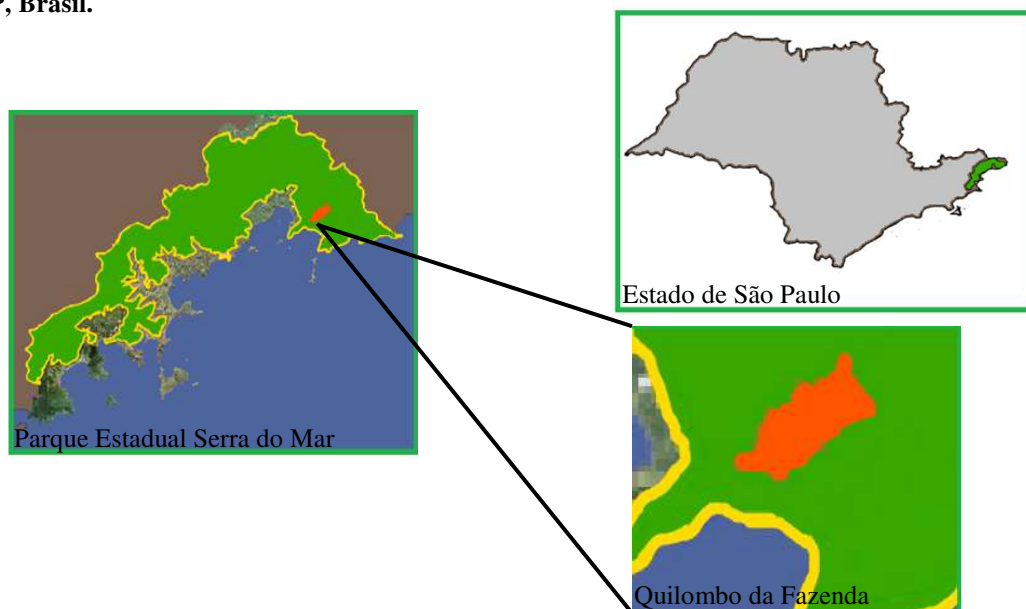 , Brasil.
Estado de São Paulo
Parque Estadual Serra do Mar
Quilombo da Fazenda